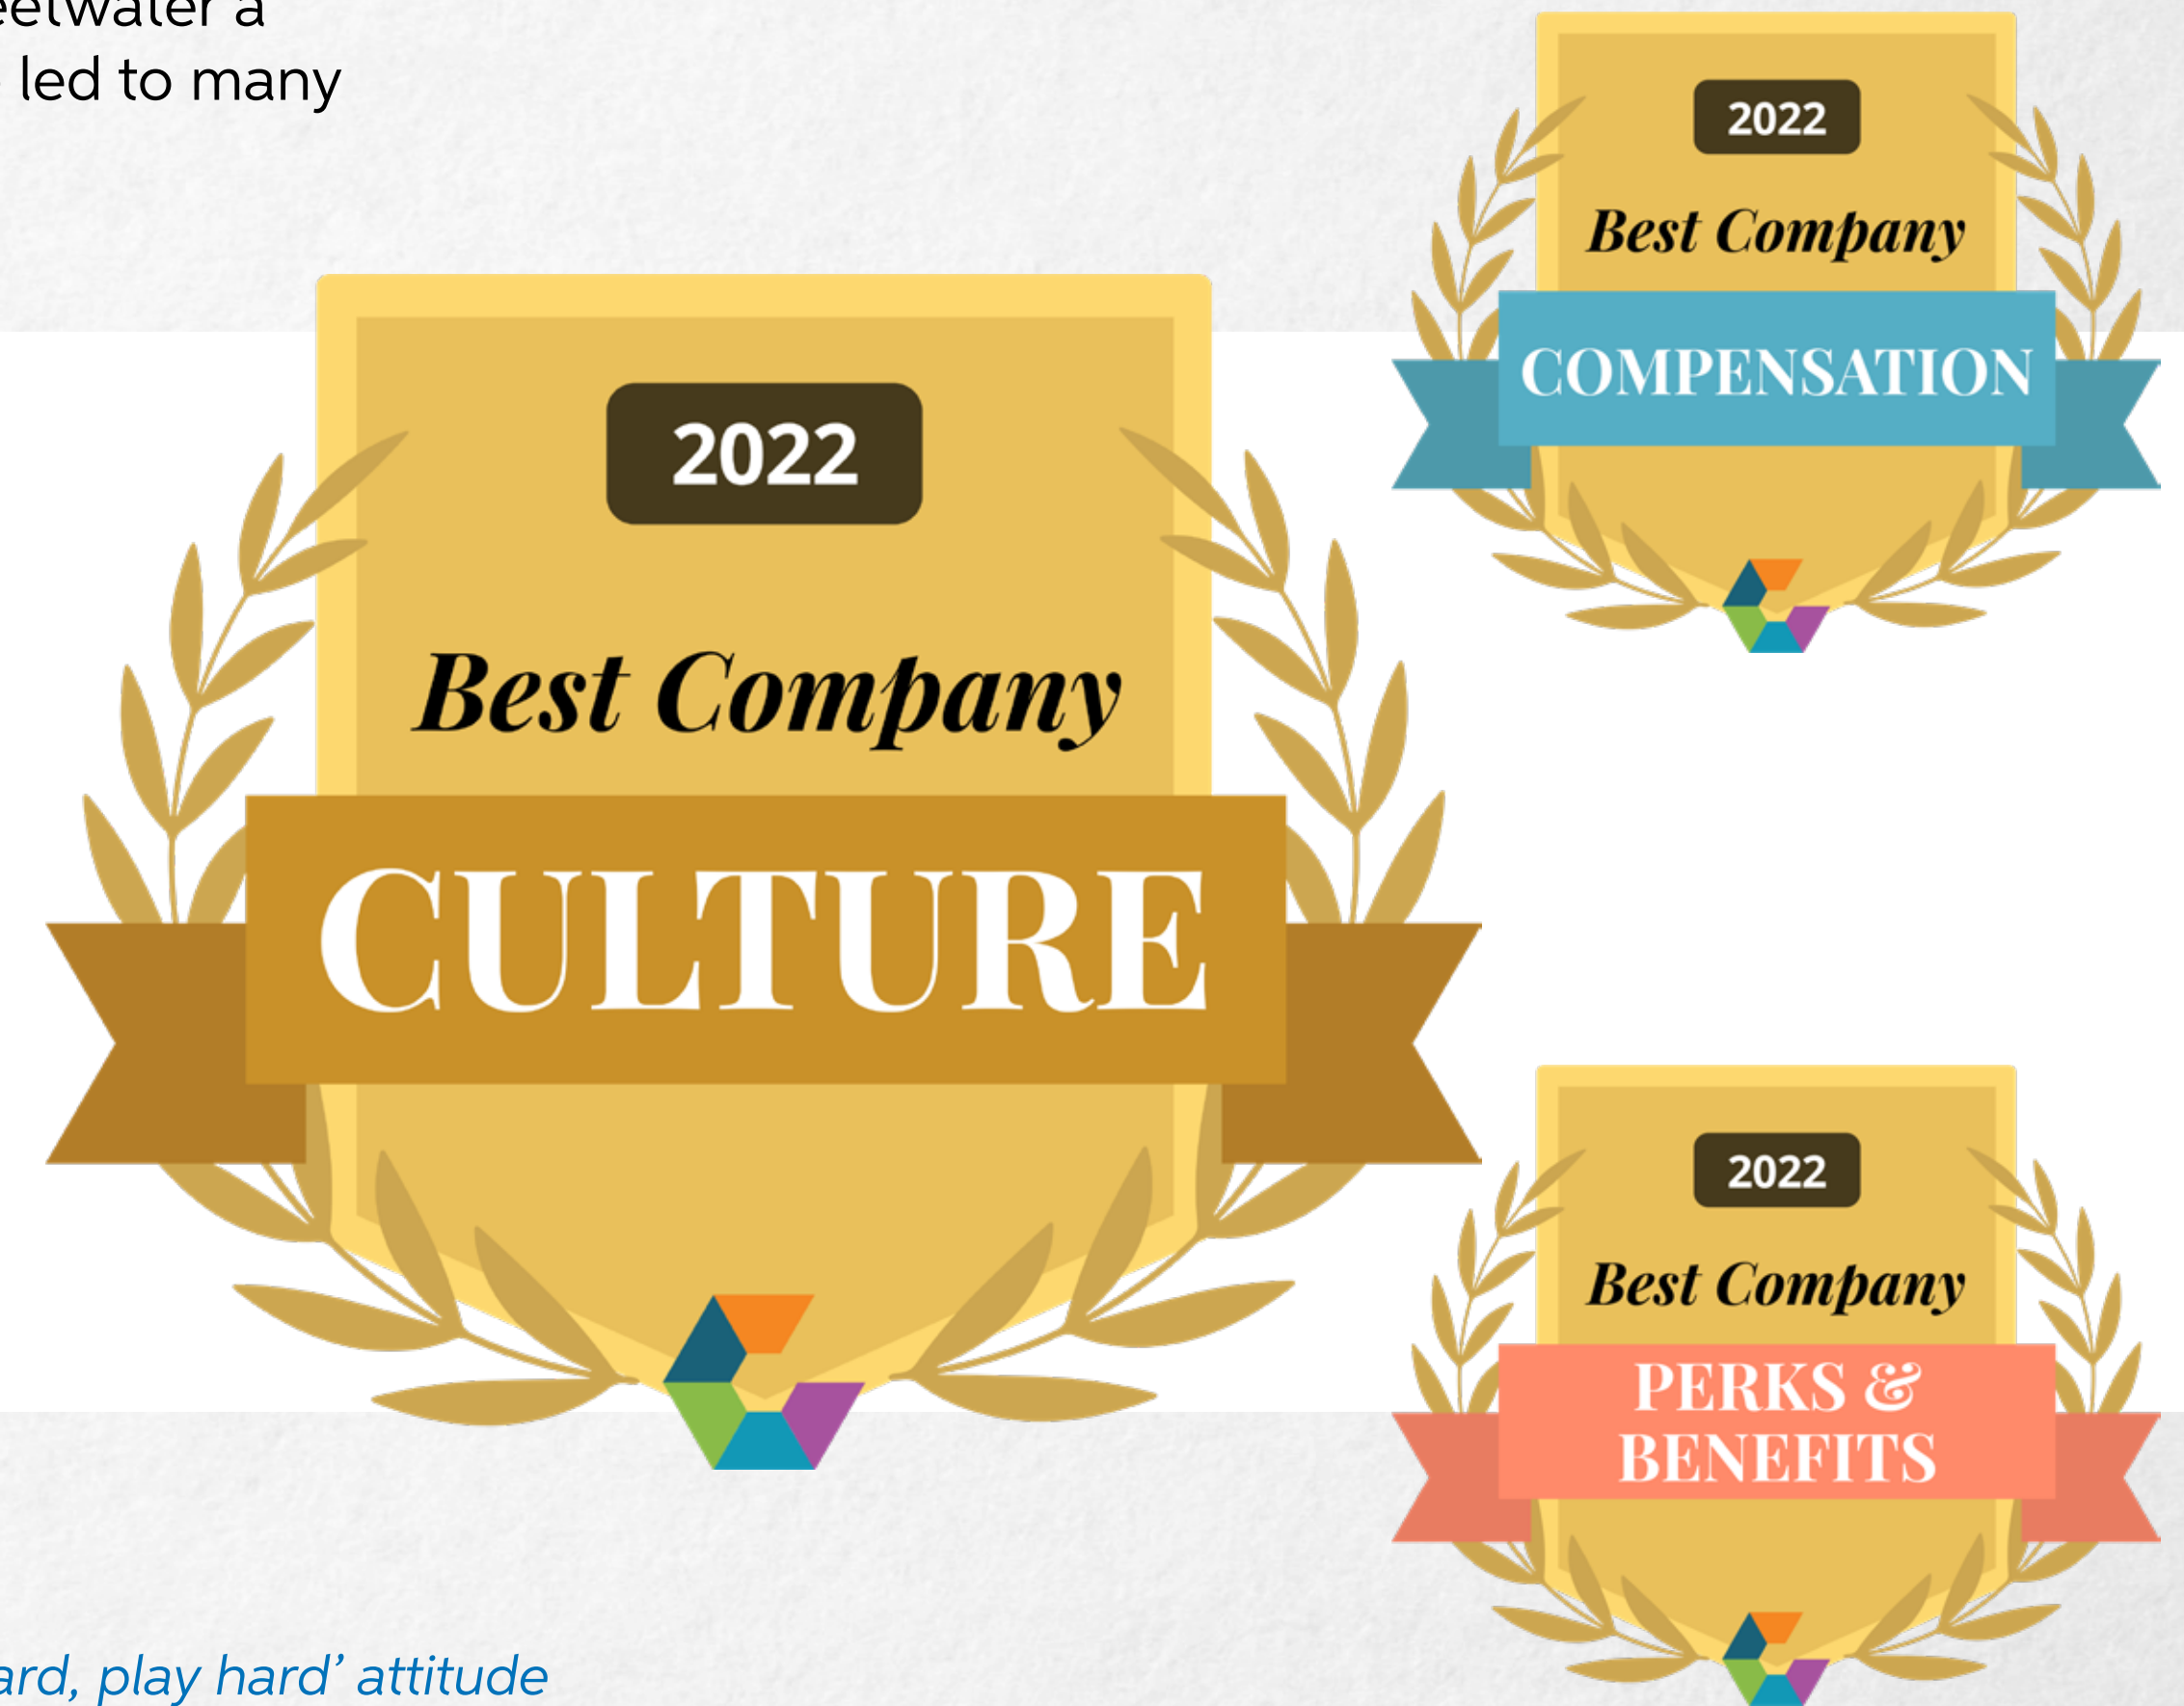 a
led to many
2022
Best Company
CULTURE
2022
Best Company
COMPENSATION
2022
Best Company
PERKS &
BENEFITS
play hard’ attitude